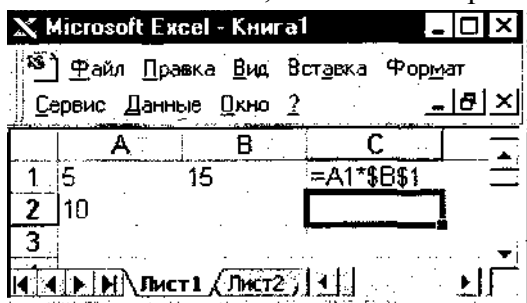 Microsoft Excel - Книга1
Файл Правка Вид Вставка Формат
Сервис Данные Окно ?
A B C
1 5 15 =A1*$B$1
2 10
3
Лист1 Лист2